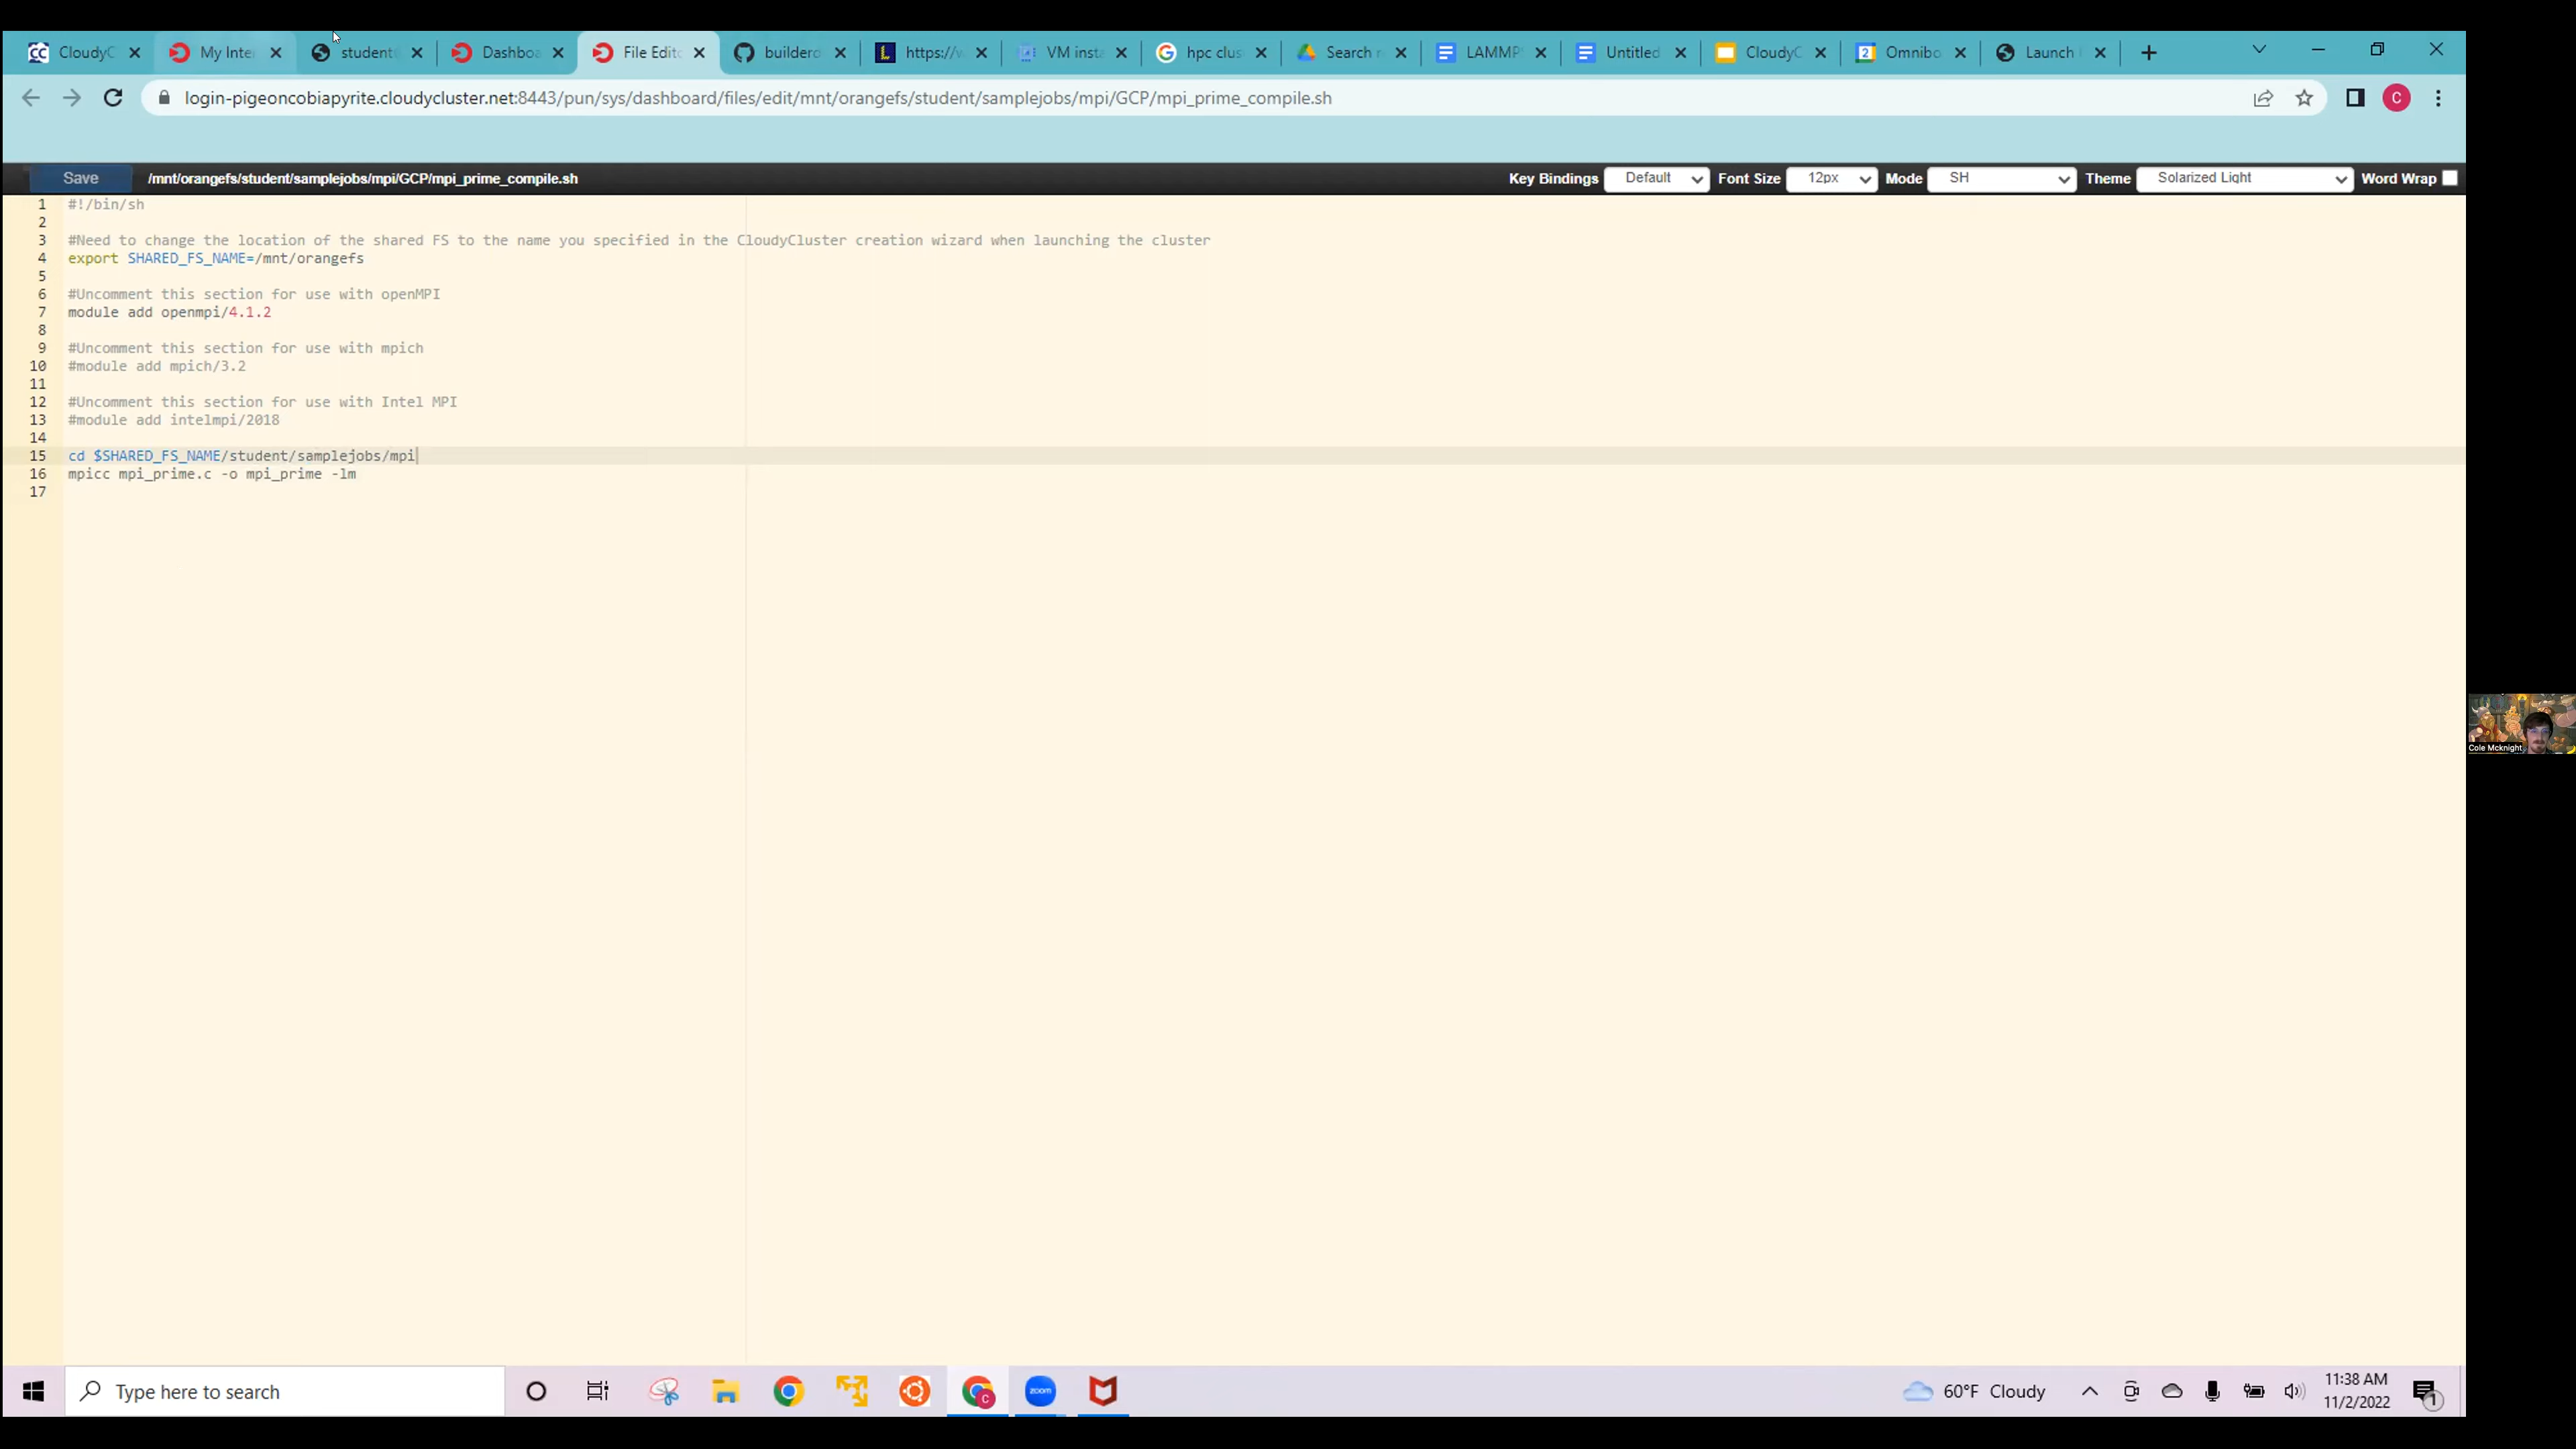 CloudyC
My Inte
student
Dashboa
File Edito
builderd
https://w
VM insta
hpc clus
Search r
LAMMP
Untitled
CloudyC
2
Omnibo
Launch
login-pigeoncobiapyrite.cloudycluster.net:8443/pun/sys/dashboard/files/edit/mnt/orangefs/student/samplejobs/mpi/GCP/mpi_prime_compile.sh
C
Save /mnt/orangefs/student/samplejobs/mpi/GCP/mpi_prime_compile.sh Key Bindings Default Font Size 12px Mode SH Theme Solarized Light Word Wrap
1 #!/bin/sh
2
3 #Need to change the location of the shared FS to the name you specified in the CloudyCluster creation wizard when launching the cluster
4 export SHARED_FS_NAME=/mnt/orangefs
5
6 #Uncomment this section for use with openMPI
7 module add openmpi/4.1.2
8
9 #Uncomment this section for use with mpich
10 #module add mpich/3.2
11
12 #Uncomment this section for use with Intel MPI
13 #module add intelmpi/2018
14
15 cd $SHARED_FS_NAME/student/samplejobs/mpi
16 mpicc mpi_prime.c -o mpi_prime -lm
17
Cole Mcknight
Type here to search
zoom
60°F Cloudy
11:38 AM
11/2/2022
1